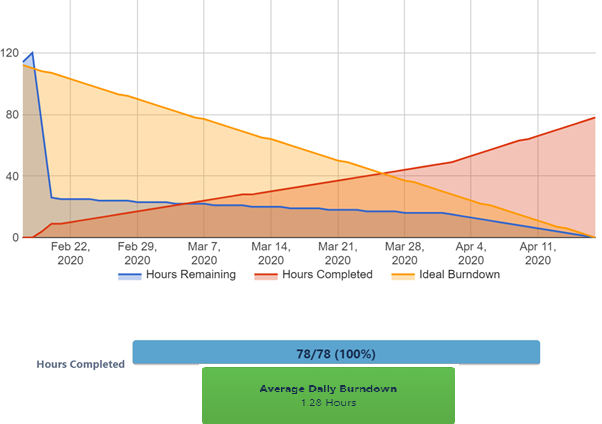 120
80
40
0
Feb 22, 2020
Feb 29, 2020
Mar 7, 2020
Mar 14, 2020
Mar 21, 2020
Mar 28, 2020
Apr 4, 2020
Apr 11, 2020
Hours Remaining
Hours Completed
Ideal Burndown
Hours Completed
78/78 (100%)
Average Daily Burndown
1.28 Hours